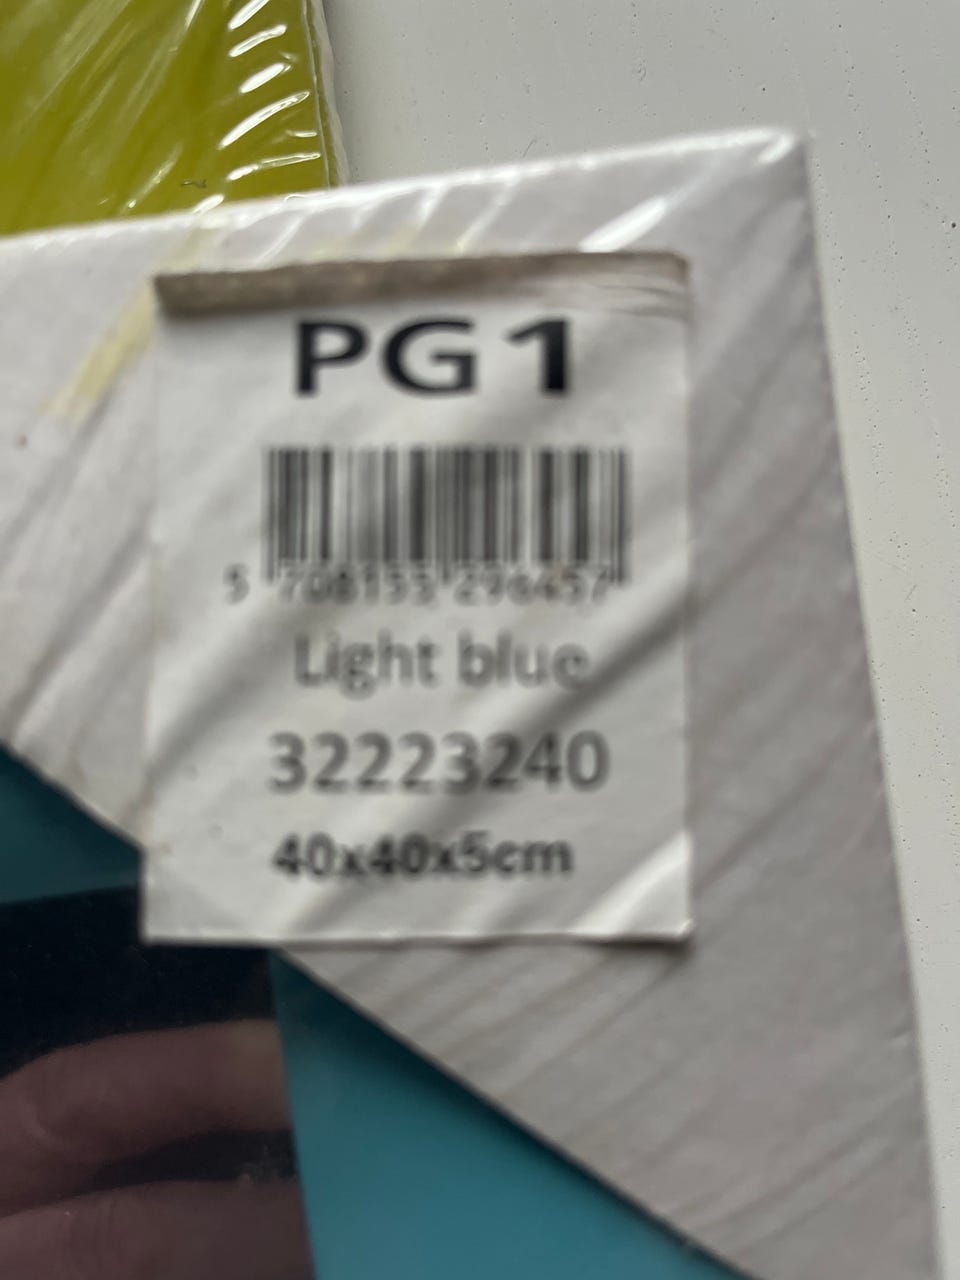 PG1
5 708155 296457
Light blue
32223240
40x40x5cm